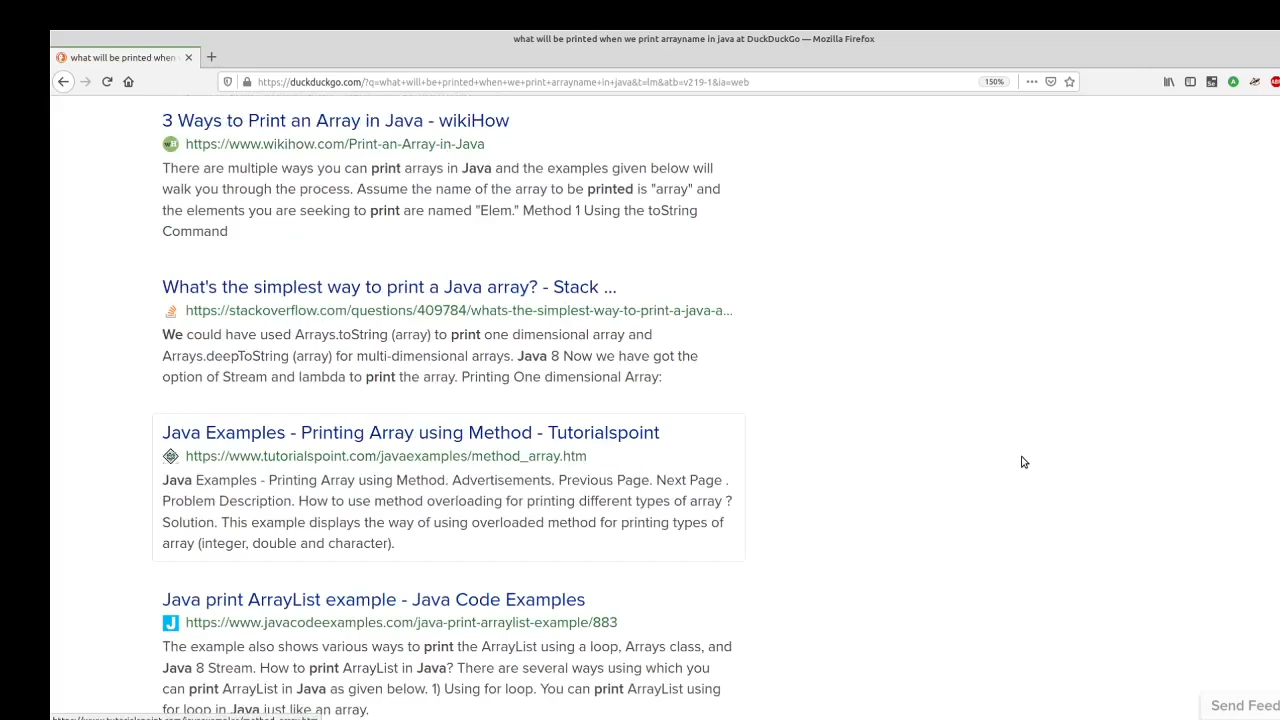 what will be printed when we print arrayname in java at DuckDuckGo — Mozilla Firefox
what will be printed when
https://duckduckgo.com/?q=what+will+be+printed+when+we+print+arrayname+in+java&t=lm&atb=v219-1&ia=web
150%
3 Ways to Print an Array in Java - wikiHow
https://www.wikihow.com/Print-an-Array-in-Java
There are multiple ways you can print arrays in Java and the examples given below will
walk you through the process. Assume the name of the array to be printed is "array" and
the elements you are seeking to print are named "Elem." Method 1 Using the toString
Command
What's the simplest way to print a Java array? - Stack ...
https://stackoverflow.com/questions/409784/whats-the-simplest-way-to-print-a-java-a...
We could have used Arrays.toString (array) to print one dimensional array and
Arrays.deepToString (array) for multi-dimensional arrays. Java 8 Now we have got the
option of Stream and lambda to print the array. Printing One dimensional Array:
Java Examples - Printing Array using Method - Tutorialspoint
https://www.tutorialspoint.com/javaexamples/method_array.htm
Java Examples - Printing Array using Method. Advertisements. Previous Page. Next Page .
Problem Description. How to use method overloading for printing different types of array ?
Solution. This example displays the way of using overloaded method for printing types of
array (integer, double and character).
Java print ArrayList example - Java Code Examples
https://www.javacodeexamples.com/java-print-arraylist-example/883
The example also shows various ways to print the ArrayList using a loop, Arrays class, and
Java 8 Stream. How to print ArrayList in Java? There are several ways using which you
can print ArrayList in Java as given below. 1) Using for loop. You can print ArrayList using
for loop in Java just like an array.
Send Feed
https://www.tutorialspoint.com/javaexamples/method_array.htm